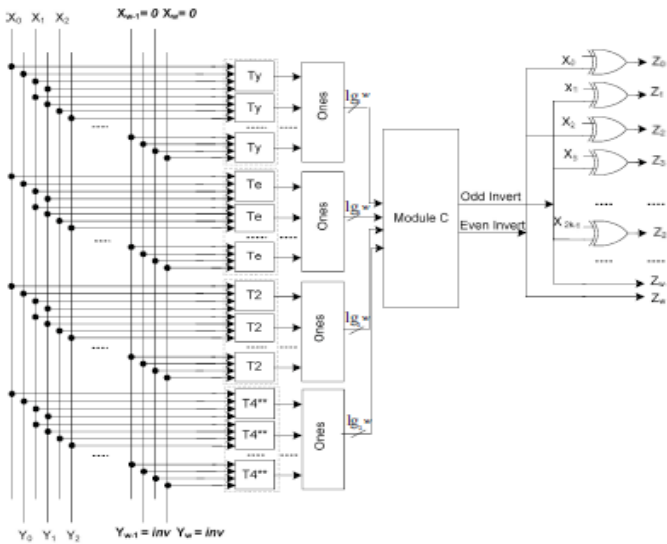 X0 X1 X2 Xw-1= 0 Xw= 0
Ty
Ty
Ty
Ones
lg w
Te
Te
Te
Ones
lg w
T2
T2
T2
Ones
lg w
T4**
T4**
T4**
Ones
lg w
Module C
Odd Invert
Even Invert
X0 Z0
X1 Z1
X2 Z2
X3 Z3
Zw
Zw
Y0 Y1 Y2 Yw-1 = inv Yw = inv